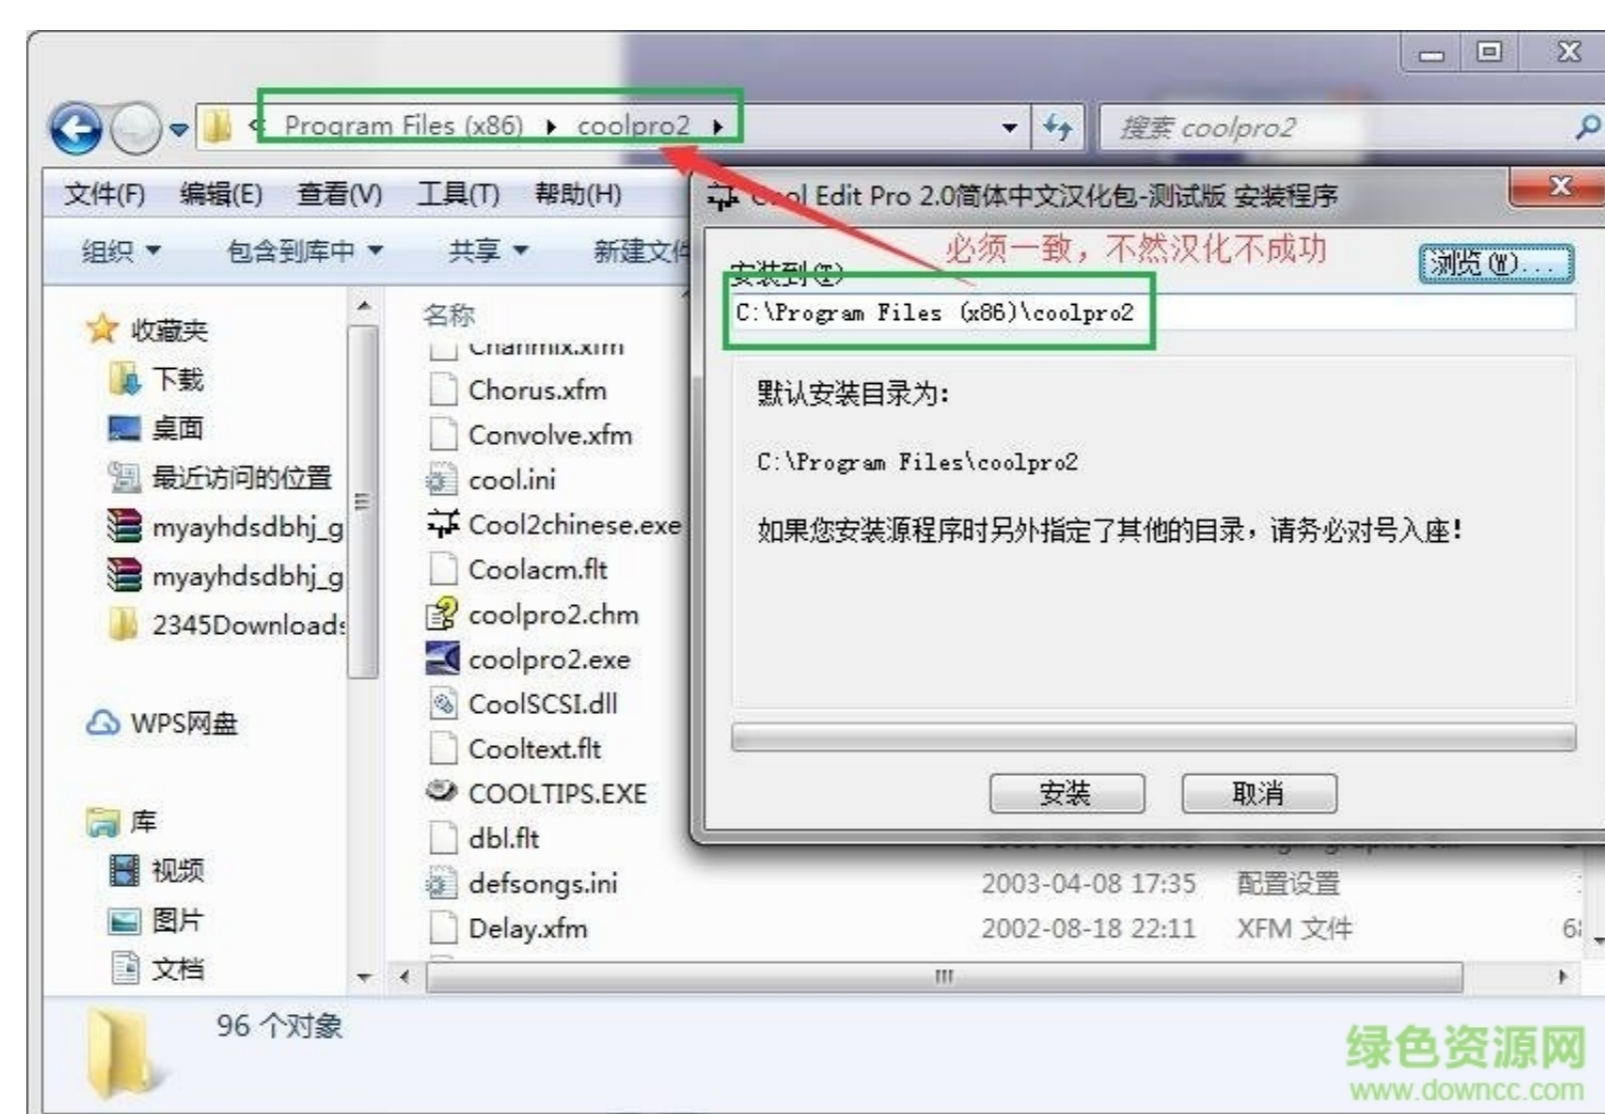 « Program Files (x86) ▸ coolpro2 ▸
搜索 coolpro2
文件(F) 编辑(E) 查看(V) 工具(T) 帮助(H)
组织 包含到库中 共享 新建文件
收藏夹
下载
桌面
最近访问的位置
myayhdsdbhj_g
myayhdsdbhj_g
2345Downloads
WPS网盘
库
视频
图片
文档
名称
Chanmix.xfm
Chorus.xfm
Convolve.xfm
cool.ini
Cool2chinese.exe
Coolacm.flt
coolpro2.chm
coolpro2.exe
CoolSCSI.dll
Cooltext.flt
COOLTIPS.EXE
dbl.flt
defsongs.ini 2003-04-08 17:35 配置设置
Delay.xfm 2002-08-18 22:11 XFM 文件
Cool Edit Pro 2.0简体中文汉化包-测试版 安装程序
必须一致，不然汉化不成功
安装到(I)
浏览(W)...
C:\Program Files (x86)\coolpro2
默认安装目录为:
C:\Program Files\coolpro2
如果您安装源程序时另外指定了其他的目录，请务必对号入座!
安装 取消
96 个对象
绿色资源网
www.downcc.com